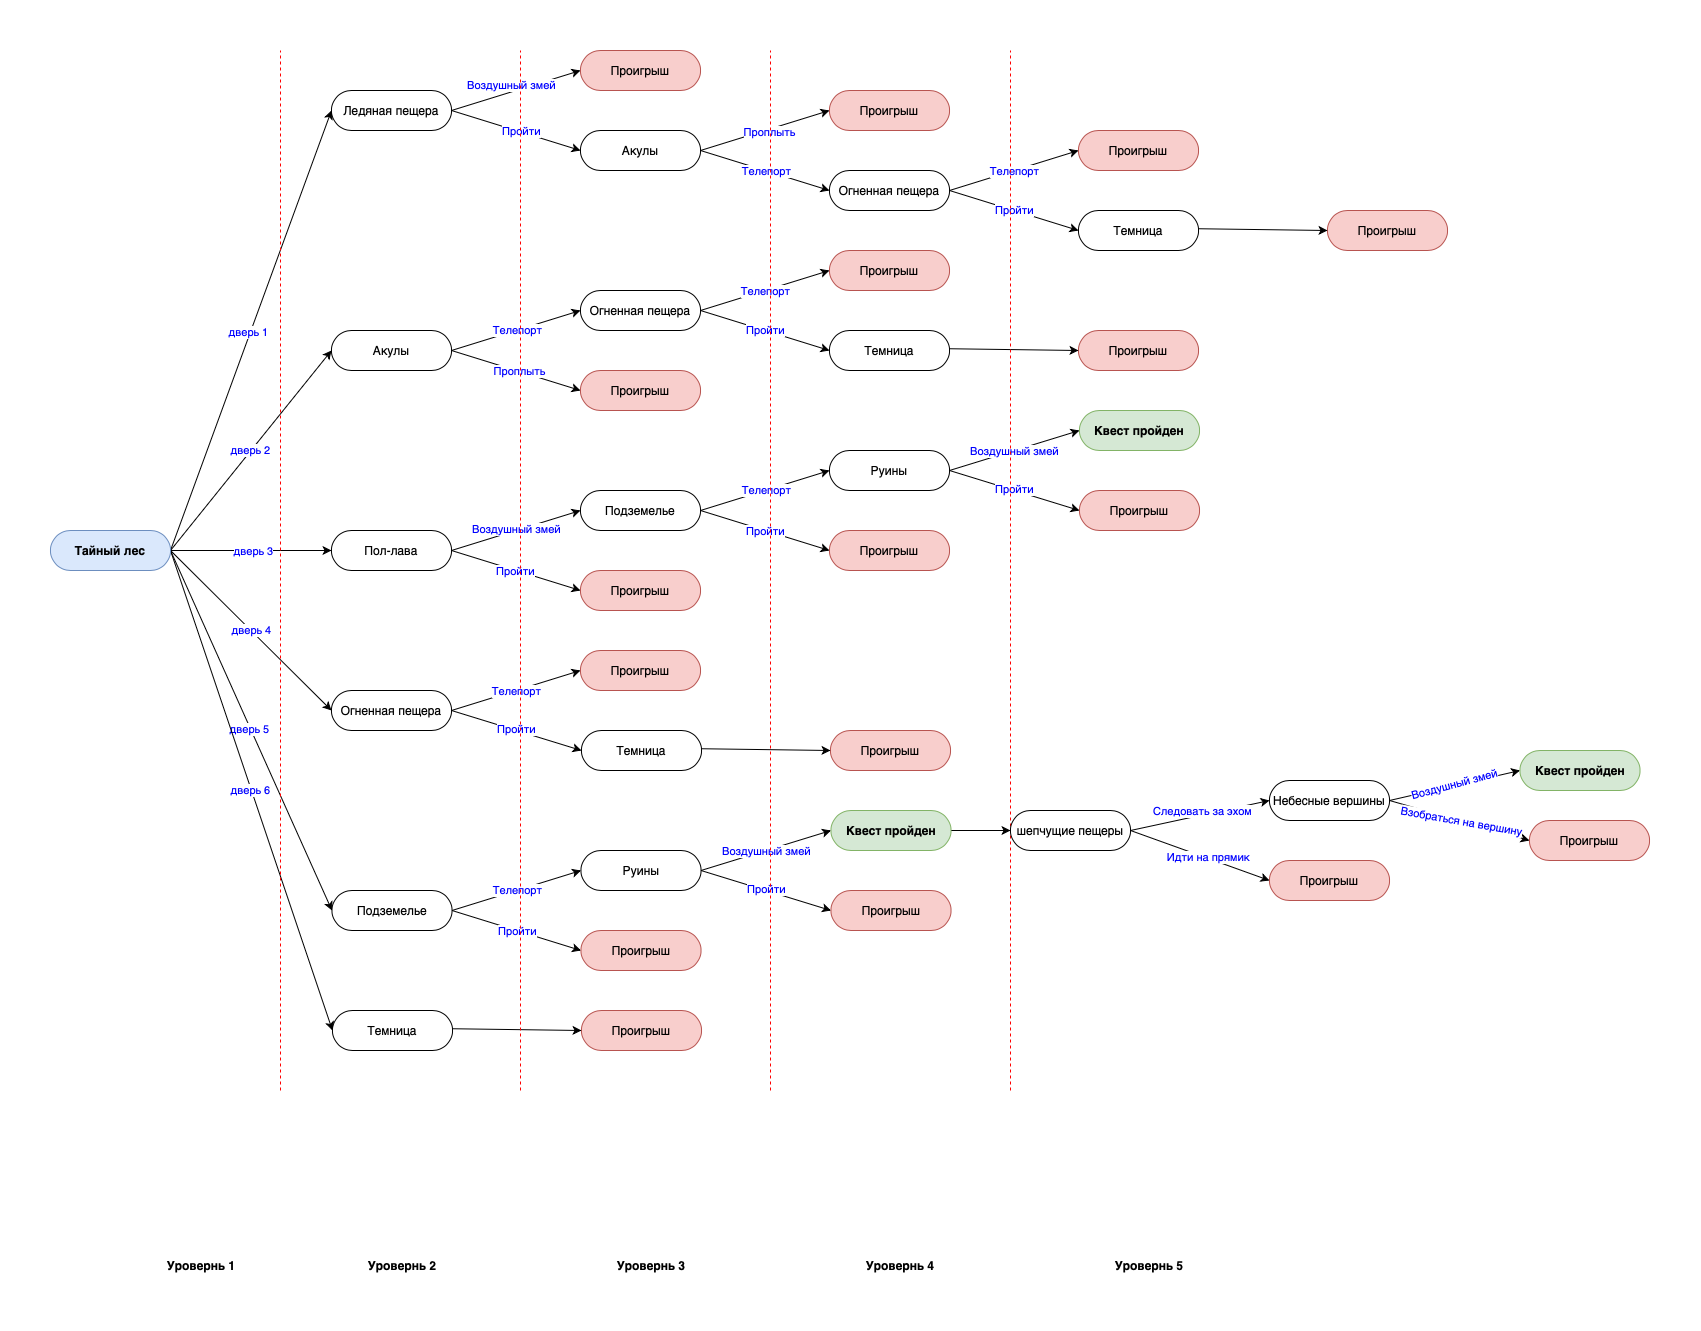 Проигрыш
Воздушный змей
Ледяная пещера
Проигрыш
Пройти
Проплыть
Акулы
Проигрыш
Телепорт
Телепорт
Огненная пещера
Пройти
Темница
Проигрыш
Проигрыш
Телепорт
Огненная пещера
дверь 1
Телепорт
Пройти
Акулы
Темница
Проигрыш
Проплыть
Проигрыш
Квест пройден
дверь 2
Воздушный змей
Руины
Телепорт
Пройти
Подземелье
Проигрыш
Воздушный змей
Пройти
Тайный лес
дверь 3
Пол-лава
Проигрыш
Пройти
Проигрыш
дверь 4
Проигрыш
Телепорт
Огненная пещера
дверь 5
Пройти
Темница
Проигрыш
Квест пройден
Воздушный змей
дверь 6
Небесные вершины
Следовать за эхом
Взобраться на вершину
Квест пройден
шепчущие пещеры
Проигрыш
Воздушный змей
Идти на прямик
Руины
Проигрыш
Телепорт
Пройти
Подземелье
Проигрыш
Пройти
Проигрыш
Темница
Проигрыш
Уровернь 1
Уровернь 2
Уровернь 3
Уровернь 4
Уровернь 5